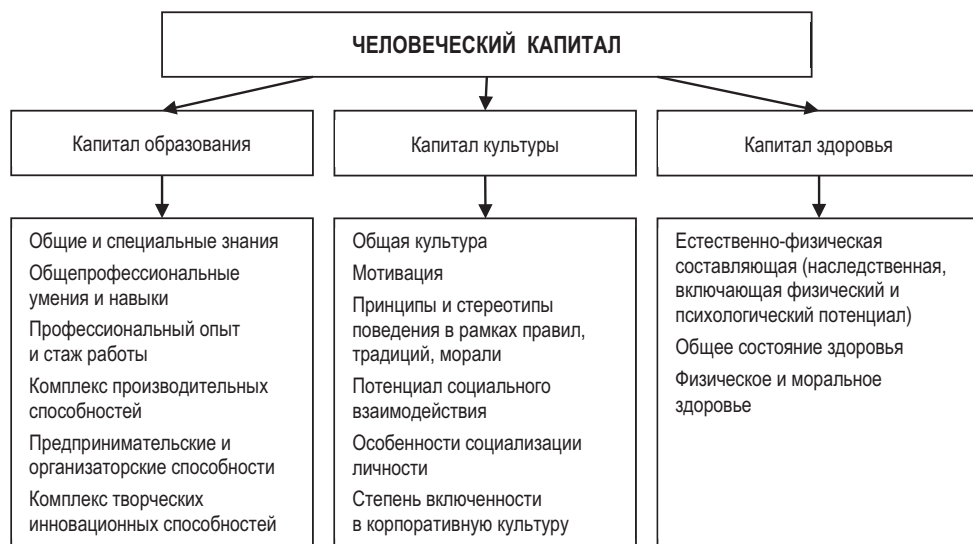 ЧЕЛОВЕЧЕСКИЙ КАПИТАЛ
Капитал образования
Капитал культуры
Капитал здоровья
Общие и специальные знания
Общепрофессиональные
умения и навыки
Профессиональный опыт
и стаж работы
Комплекс производительных
способностей
Предпринимательские и
организаторские способности
Комплекс творческих
инновационных способностей
Общая культура
Мотивация
Принципы и стереотипы
поведения в рамках правил,
традиций, морали
Потенциал социального
взаимодействия
Особенности социализации
личности
Степень включенности
в корпоративную культуру
Естественно-физическая
составляющая (наследственная,
включающая физический и
психологический потенциал)
Общее состояние здоровья
Физическое и моральное
здоровье